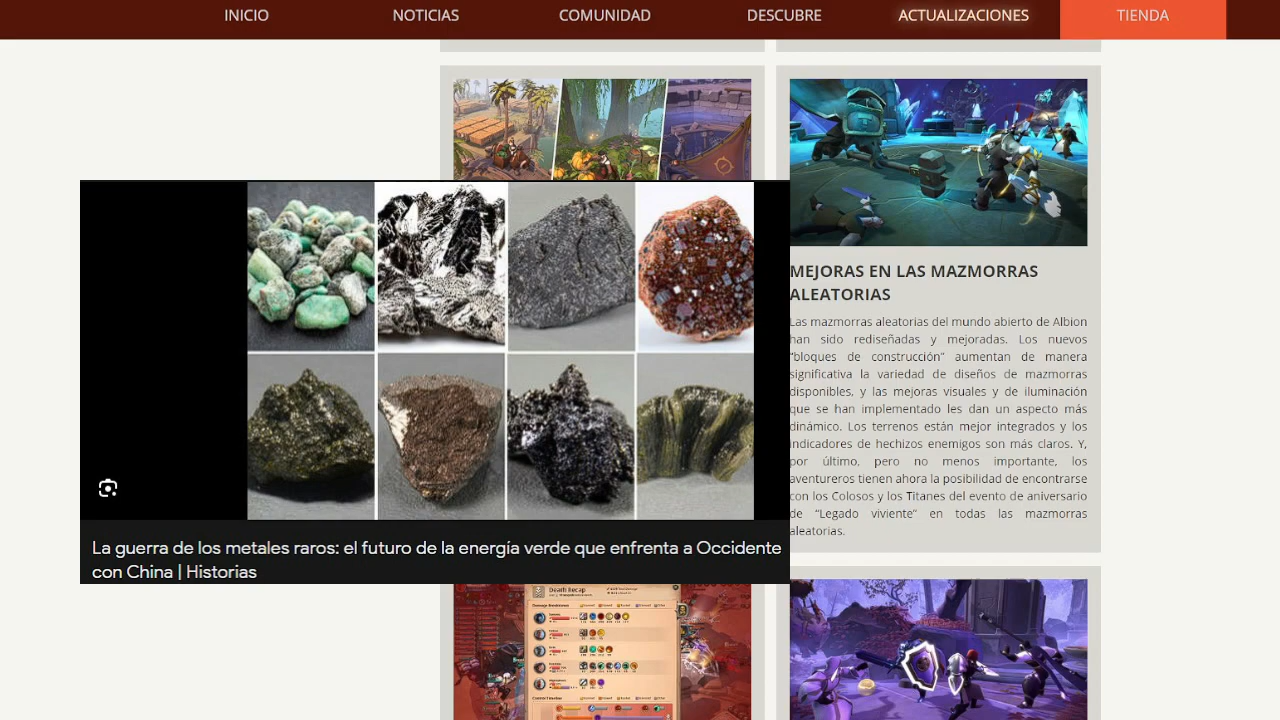 INICIO
NOTICIAS
COMUNIDAD
DESCUBRE
ACTUALIZACIONES
TIENDA
MEJORAS EN LAS MAZMORRAS
ALEATORIAS
Las mazmorras aleatorias del mundo abierto de Albion
han sido rediseñadas y mejoradas. Los nuevos
"bloques de construcción" aumentan de manera
significativa la variedad de diseños de mazmorras
disponibles, y las mejoras visuales y de iluminación
que se han implementado les dan un aspecto más
dinámico. Los terrenos están mejor integrados y los
indicadores de hechizos enemigos son más claros. Y,
por último, pero no menos importante, los
aventureros tienen ahora la posibilidad de encontrarse
con los Colosos y los Titanes del evento de aniversario
de "Legado viviente" en todas las mazmorras
aleatorias.
La guerra de los metales raros: el futuro de la energía verde que enfrenta a Occidente
con China | Historias
Death Recap